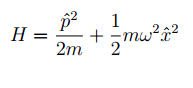 H = \frac{\hat{p}^2}{2m} + \frac{1}{2} m\omega^2 \hat{x}^2